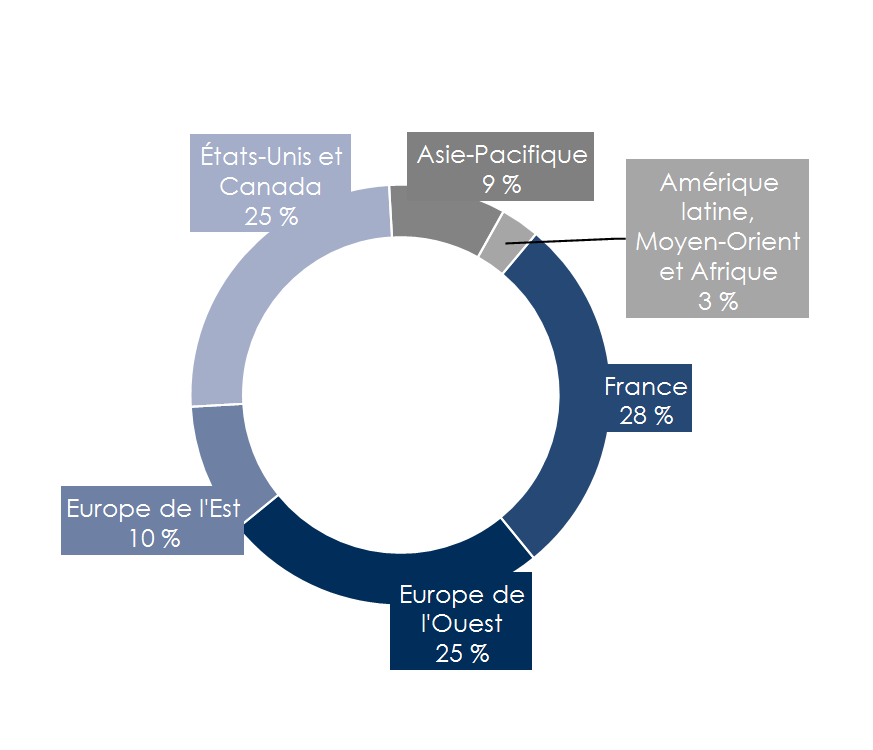 États-Unis et
Canada
25 %
Asie-Pacifique
9 %
Amérique
latine,
Moyen-Orient
et Afrique
3 %
France
28 %
Europe de l'Est
10 %
Europe de
l'Ouest
25 %